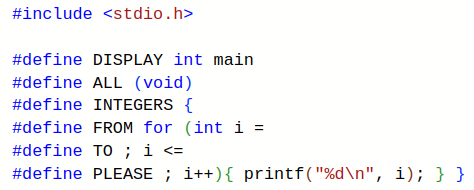 #include <stdio.h>
#define DISPLAY int main
#define ALL (void)
#define INTEGERS {
#define FROM for (int i =
#define TO ; i <=
#define PLEASE ; i++){ printf("%d\n", i); } }